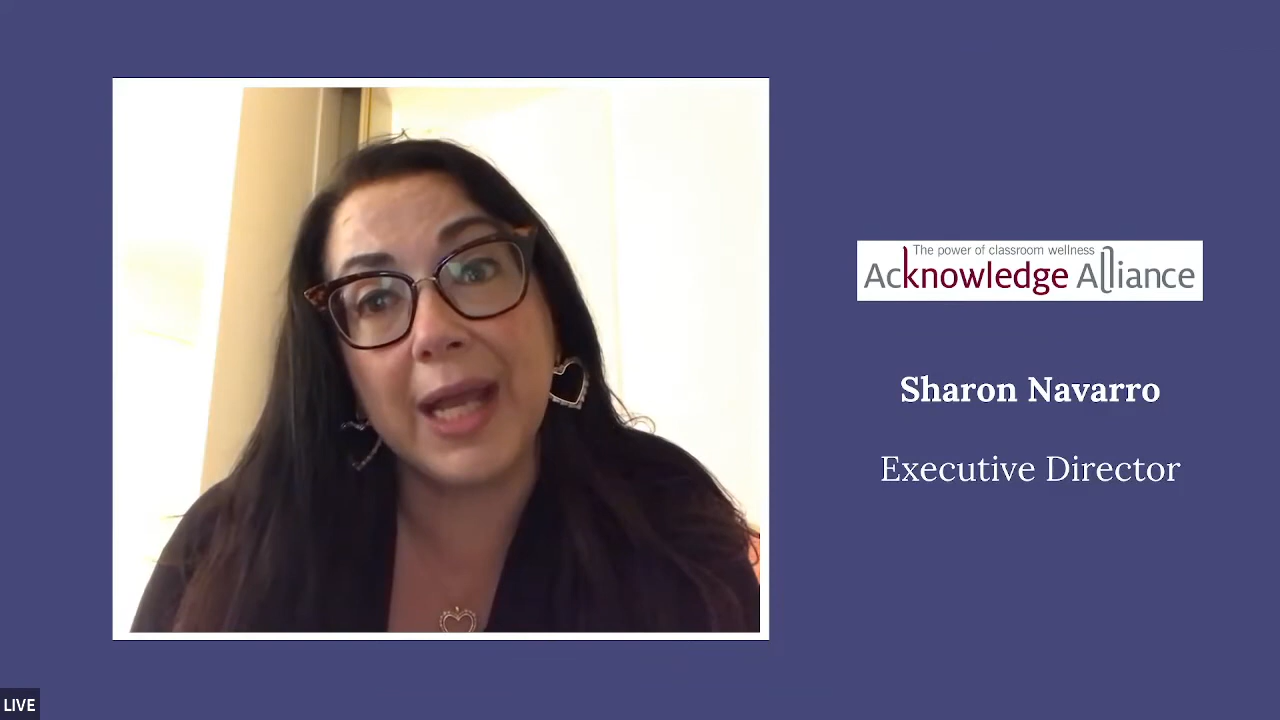 The power of classroom wellness
Acknowledge Alliance
Sharon Navarro
Executive Director
LIVE